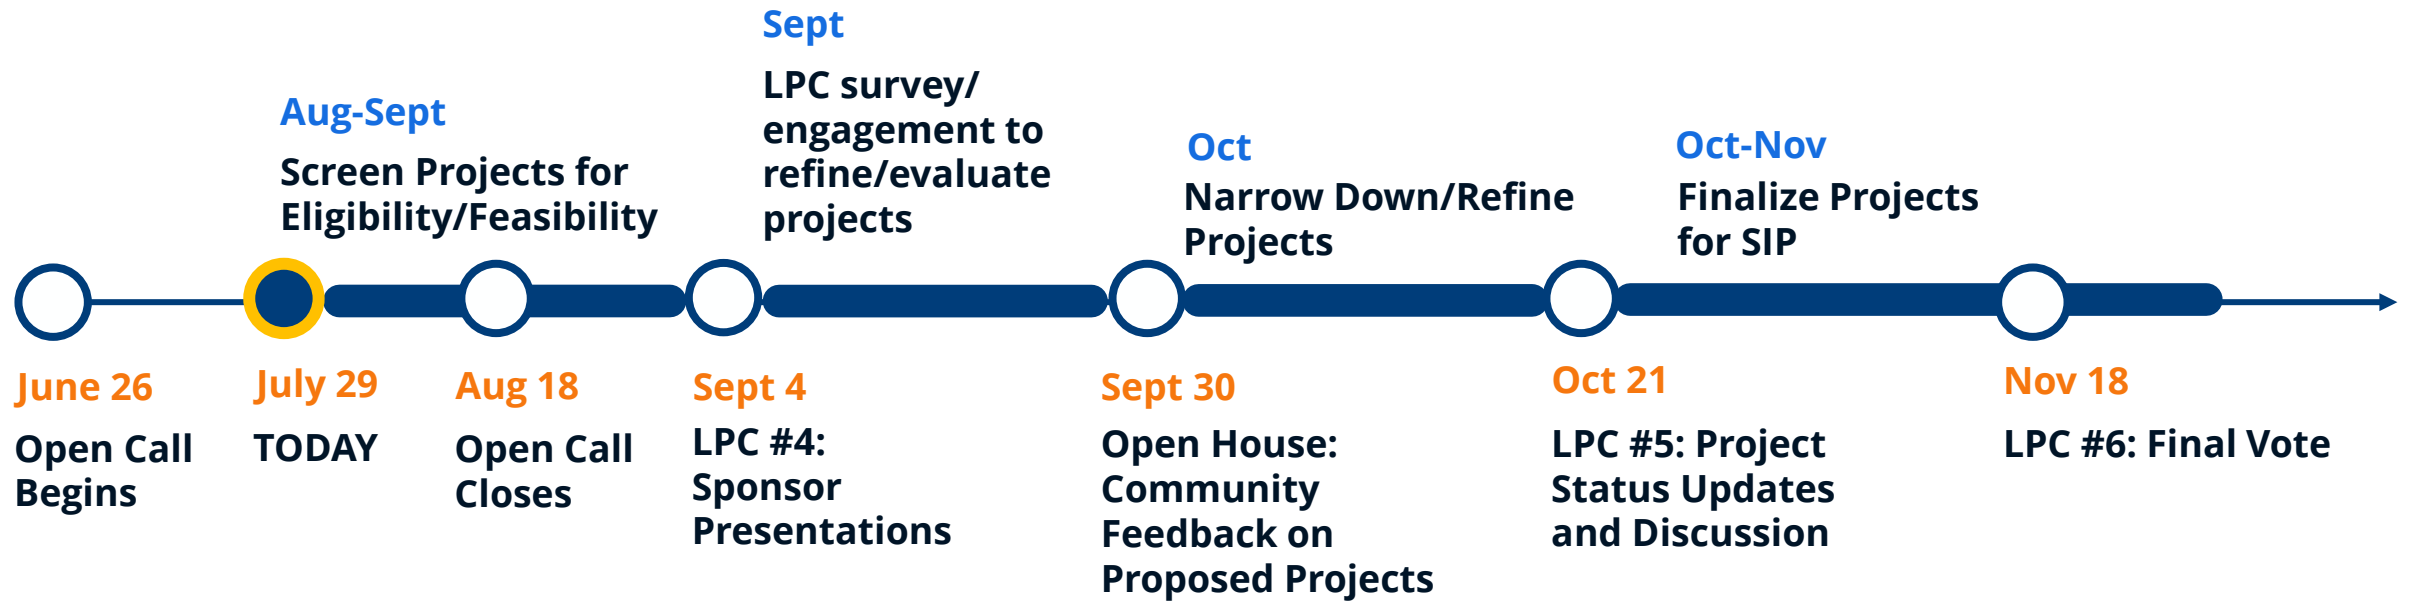 Sept
LPC survey/
engagement to
refine/evaluate
projects
Aug-Sept
Screen Projects for
Eligibility/Feasibility
Oct
Narrow Down/Refine
Projects
Oct-Nov
Finalize Projects
for SIP
June 26
Open Call
Begins
July 29
TODAY
Aug 18
Open Call
Closes
Sept 4
LPC #4:
Sponsor
Presentations
Sept 30
Open House:
Community
Feedback on
Proposed Projects
Oct 21
LPC #5: Project
Status Updates
and Discussion
Nov 18
LPC #6: Final Vote